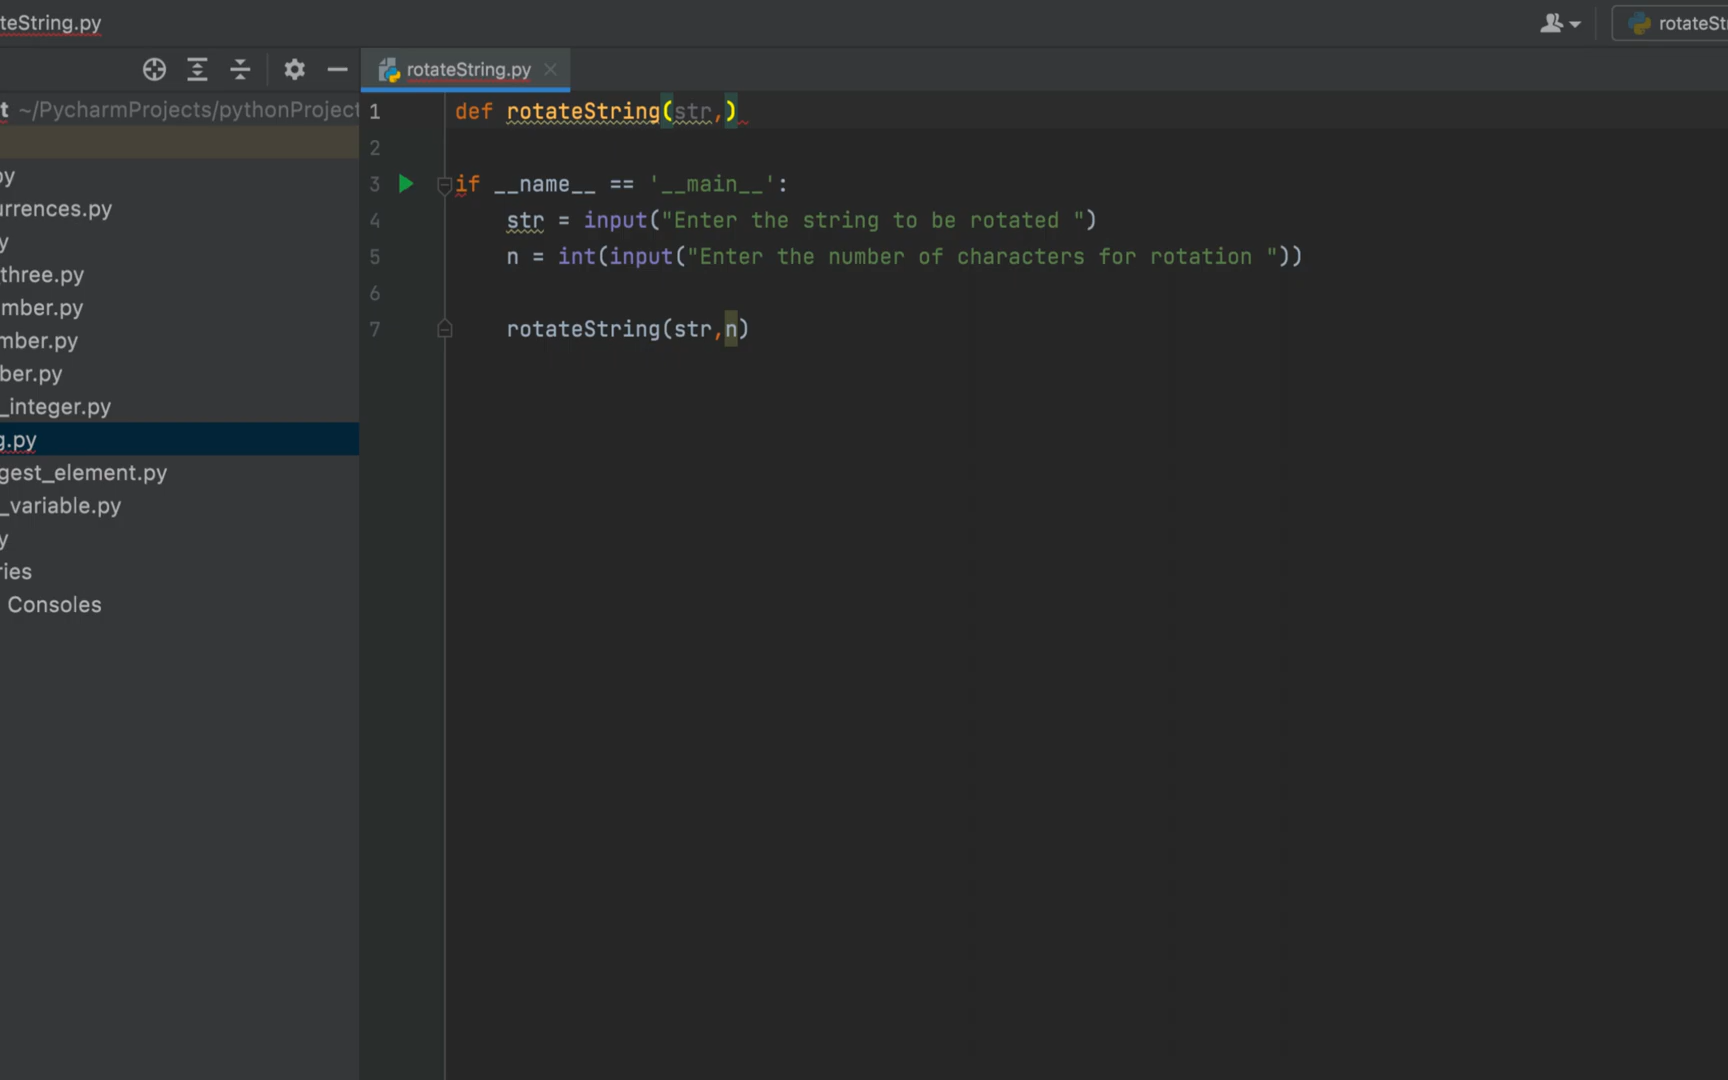 teString.py
rotateSt
rotateString.py
t ~/PycharmProjects/pythonProject
py
urrences.py
y
three.py
mber.py
mber.py
ber.py
_integer.py
g.py
gest_element.py
_variable.py
y
ries
Consoles
1 def rotateString(str,)
2
3 if __name__ == '__main__':
4 str = input("Enter the string to be rotated ")
5 n = int(input("Enter the number of characters for rotation "))
6
7 rotateString(str,n)